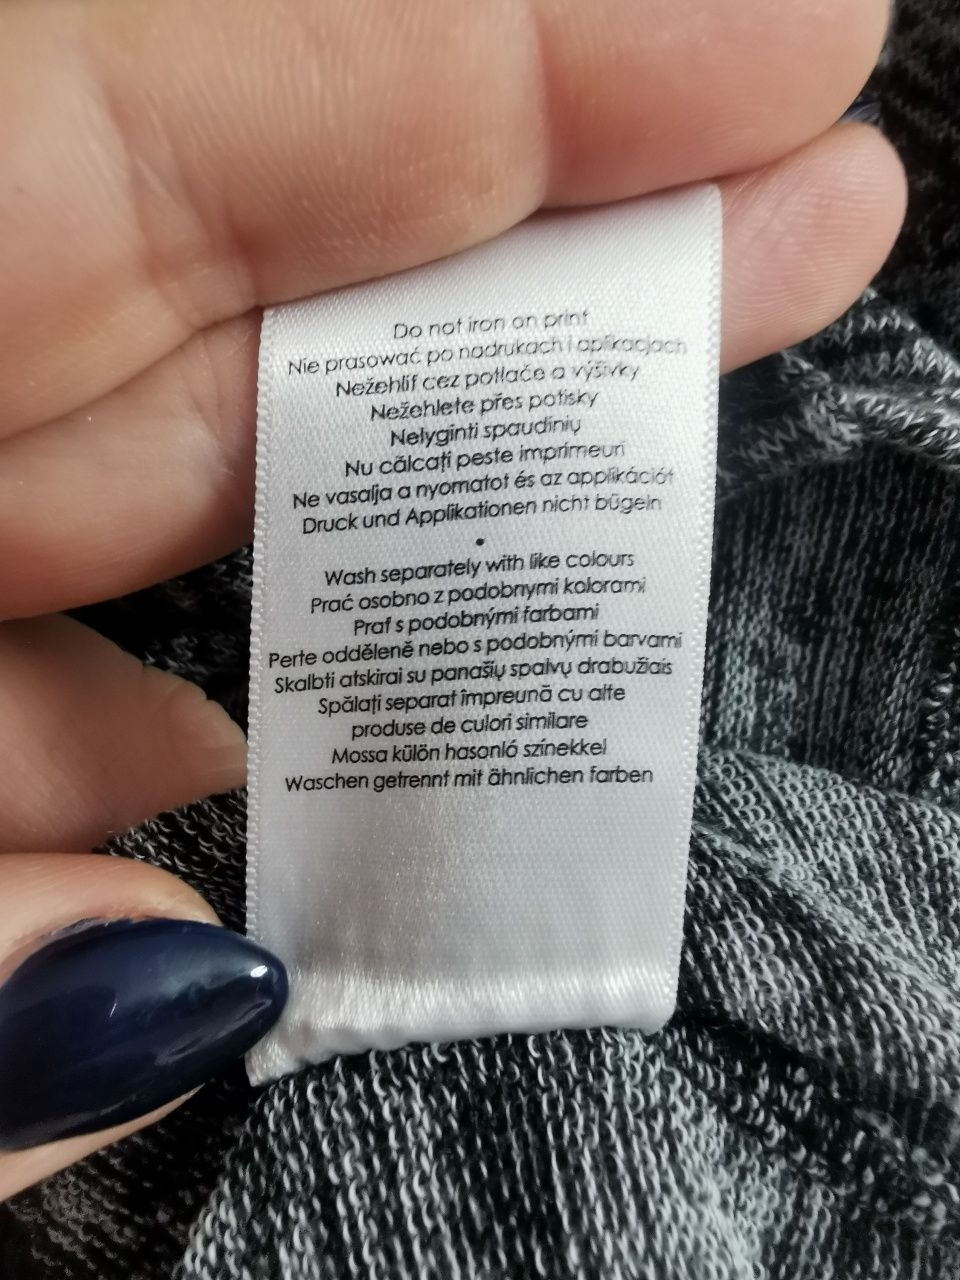 Do not iron on print
Nie prasować po nadrukach i aplikacjach
Nežehliť cez potlače a výšivky
Nežehlete přes potisky
Nelyginti spaudinių
Nu călcaţi peste imprimeuri
Ne vasalja a nyomatot és az applikációt
Druck und Applikationen nicht bügeln
•
Wash separately with like colours
Prać osobno z podobnymi kolorami
Prať s podobnými farbami
Perte odděleně nebo s podobnými barvami
Skalbti atskirai su panašių spalvų drabužiais
Spălaţi separat împreună cu alte
produse de culori similare
Mossa külön hasonló színekkel
Waschen getrennt mit ähnlichen farben